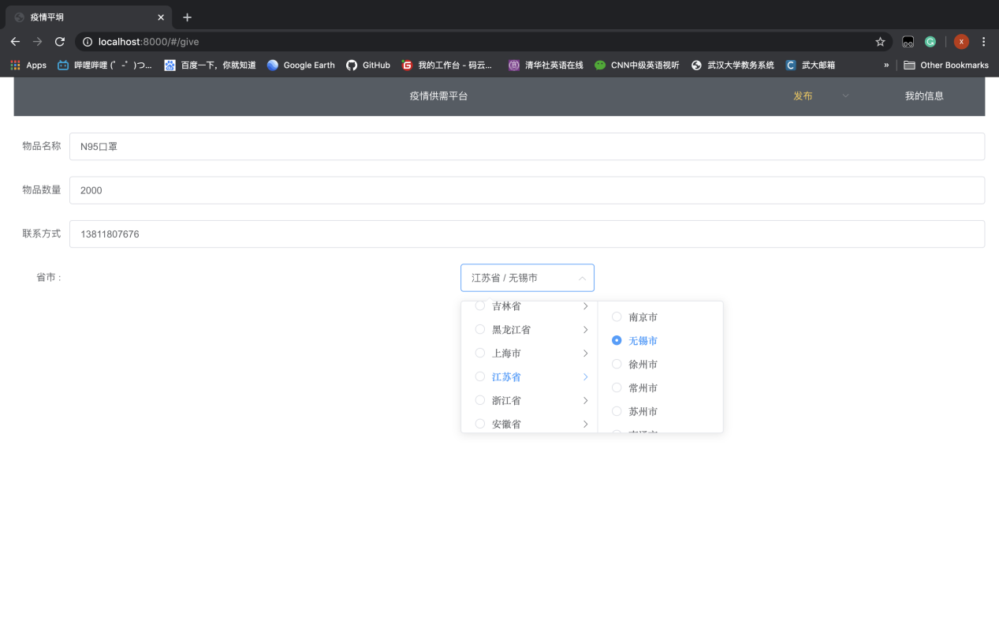 疫情平垌
localhost:8000/#/give
X
Apps
哔哩哔哩 (゜-゜)つ...
百度一下，你就知道
Google Earth
GitHub
我的工作台 - 码云...
清华社英语在线
CNN中级英语视听
武汉大学教务系统
武大邮箱
»
Other Bookmarks
疫情供需平台
发布
我的信息
物品名称
N95口罩
物品数量
2000
联系方式
13811807676
省市：
江苏省 / 无锡市
吉林省
黑龙江省
上海市
江苏省
浙江省
安徽省
南京市
无锡市
徐州市
常州市
苏州市